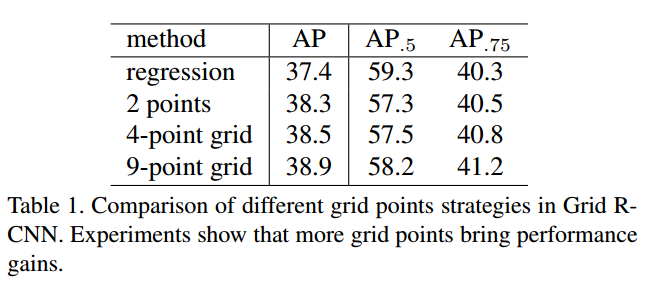 method AP AP.5 AP.75
regression 37.4 59.3 40.3
2 points 38.3 57.3 40.5
4-point grid 38.5 57.5 40.8
9-point grid 38.9 58.2 41.2
Table 1. Comparison of different grid points strategies in Grid R-
CNN. Experiments show that more grid points bring performance
gains.